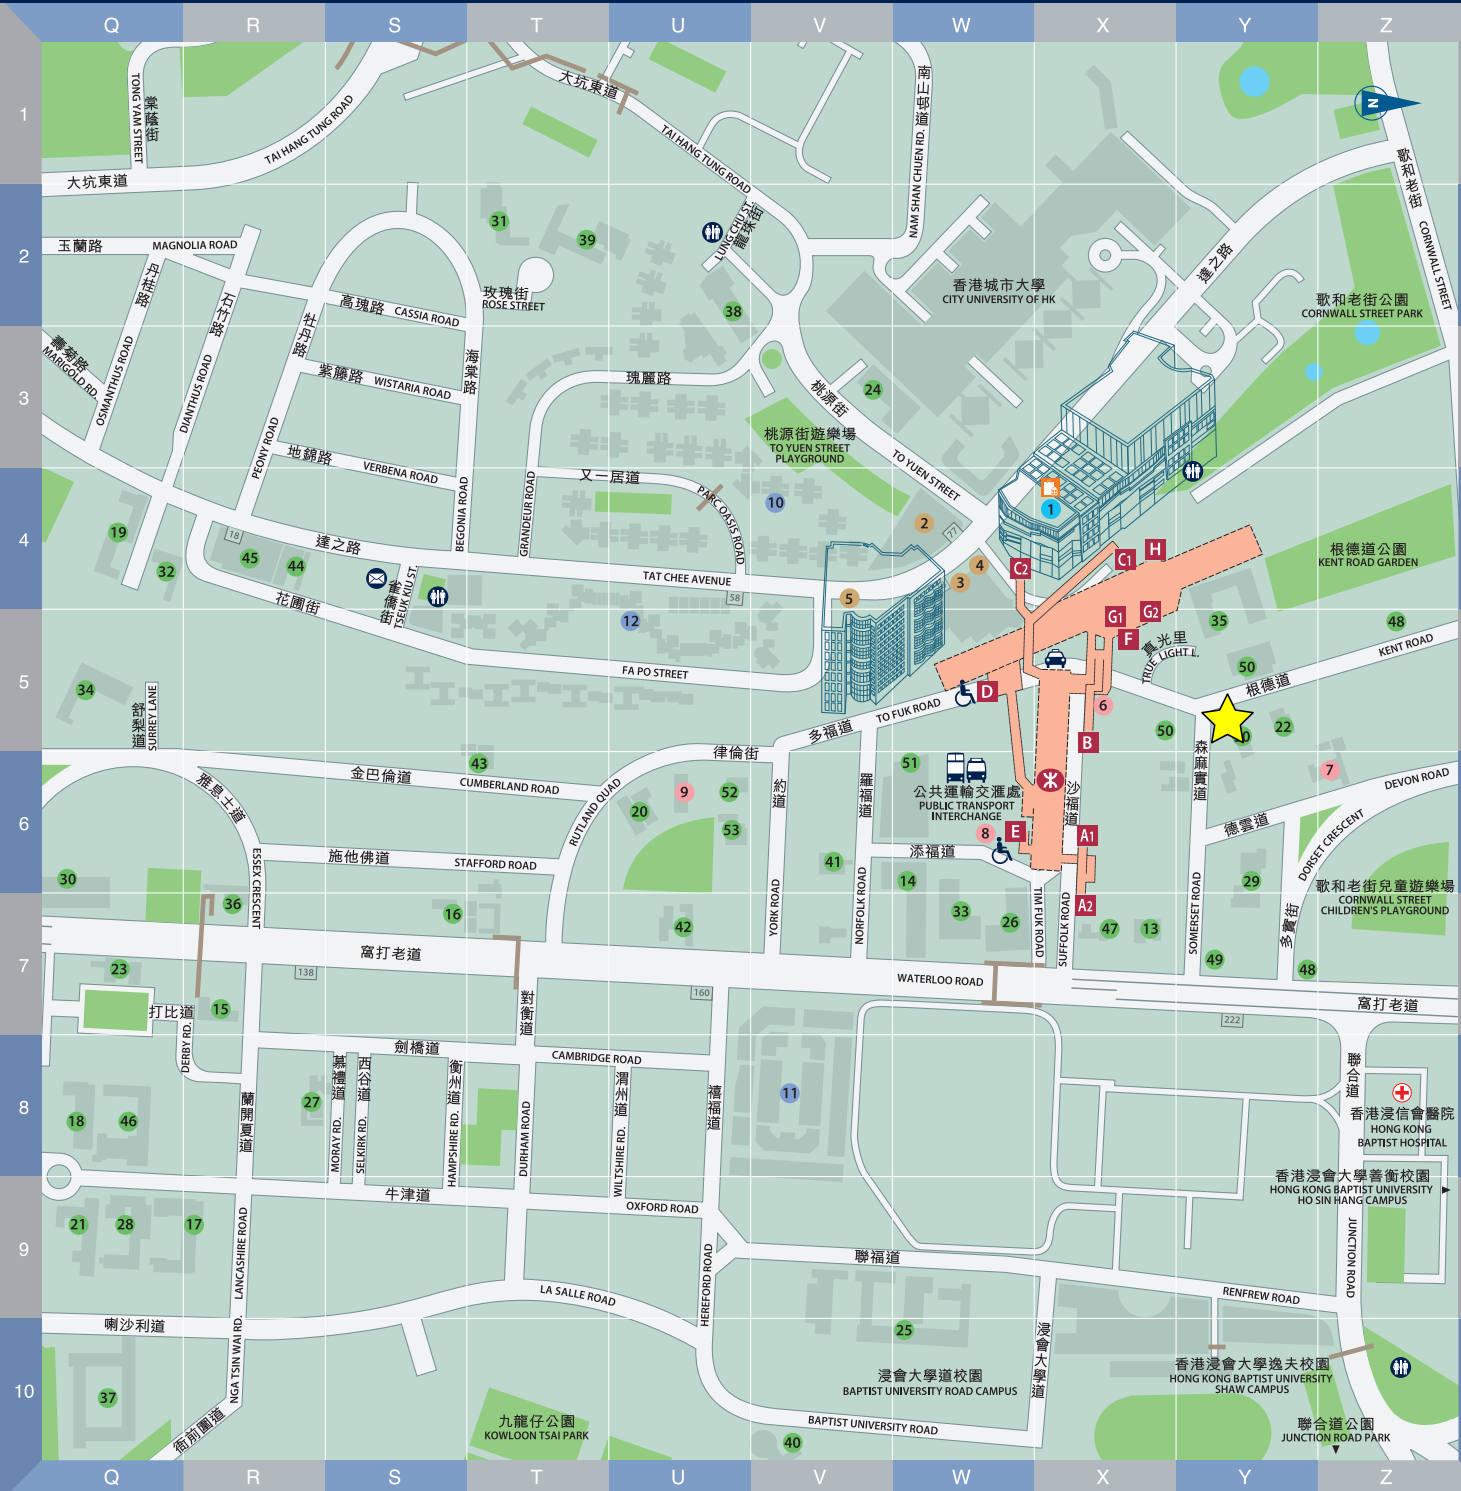 Q R S T U V W X Y Z
1
2
3
4
5
6
7
8
9
10
N
棠蔭街
TONG YAM STREET
大坑東道
TAI HANG TUNG ROAD
大坑東道
TAI HANG TUNG ROAD
南山邨道
NAM SHAN CHUEN RD.
歌和老街
CORNWALL STREET
玉蘭路
MAGNOLIA ROAD
丹桂路
OSMANTHUS ROAD
石竹路
DIANTHUS ROAD
壽菊路
MARIGOLD RD.
牡丹路
PEONY ROAD
高瑰路
CASSIA ROAD
紫藤路
WISTARIA ROAD
地錦路
VERBENA ROAD
海棠路
BEGONIA ROAD
玫瑰街
ROSE STREET
31
39
38
龍珠街
LUNG CHU ST.
香港城市大學
CITY UNIVERSITY OF HK
達之路
歌和老街公園
CORNWALL STREET PARK
瑰麗路
GRANDEUR ROAD
又一居道
PARC OASIS ROAD
桃源街
TO YUEN STREET
24
桃源街遊樂場
TO YUEN STREET
PLAYGROUND
10
2
77
1
19
32
18
45
44
達之路
TAT CHEE AVENUE
58
花圃街
FA PO STREET
雀僑街
TSEUK KIU ST.
12
5
3
4
C2
C1
H
G1
G2
F
根德道公園
KENT ROAD GARDEN
真光里
TRUE LIGHT L.
35
48
50
根德道
KENT ROAD
34
舒梨道
SURREY LANE
多福道
TO FUK ROAD
D
6
B
50
22
43
金巴倫道
CUMBERLAND ROAD
律倫街
RUTLAND QUAD
雅息士道
ESSEX CRESCENT
施他佛道
STAFFORD ROAD
20
9
52
53
約道
YORK ROAD
羅福道
NORFOLK ROAD
51
公共運輸交滙處
PUBLIC TRANSPORT
INTERCHANGE
8
E
沙福道
SUFFOLK ROAD
A1
A2
森麻實道
SOMERSET ROAD
7
德雲道
DEVON ROAD
DORSET CRESCENT
41
添福道
TIM FUK ROAD
14
33
26
47
13
29
多實街
歌和老街兒童遊樂場
CORNWALL STREET
CHILDREN'S PLAYGROUND
30
36
16
42
49
48
窩打老道
WATERLOO ROAD
窩打老道
23
打比道
DERBY RD.
15
138
160
222
對衡道
DURHAM ROAD
劍橋道
CAMBRIDGE ROAD
蘭開夏道
LANCASHIRE ROAD
27
慕禮道
MORAY RD.
西谷道
SELKIRK RD.
衡州道
HAMPSHIRE RD.
渭州道
WILTSHIRE RD.
禧福道
HEREFORD ROAD
11
聯合道
JUNCTION ROAD
香港浸信會醫院
HONG KONG
BAPTIST HOSPITAL
18
46
牛津道
OXFORD ROAD
香港浸會大學善衡校園
HONG KONG BAPTIST UNIVERSITY
HO SIN HANG CAMPUS
21
28
17
聯福道
RENFREW ROAD
喇沙利道
LA SALLE ROAD
NGA TSIN WAI RD.
衙前圍道
25
浸會大學道校園
BAPTIST UNIVERSITY ROAD CAMPUS
浸會大學道
BAPTIST UNIVERSITY ROAD
香港浸會大學逸夫校園
HONG KONG BAPTIST UNIVERSITY
SHAW CAMPUS
37
九龍仔公園
KOWLOON TSAI PARK
40
聯合道公園
JUNCTION ROAD PARK
Q R S T U V W X Y Z